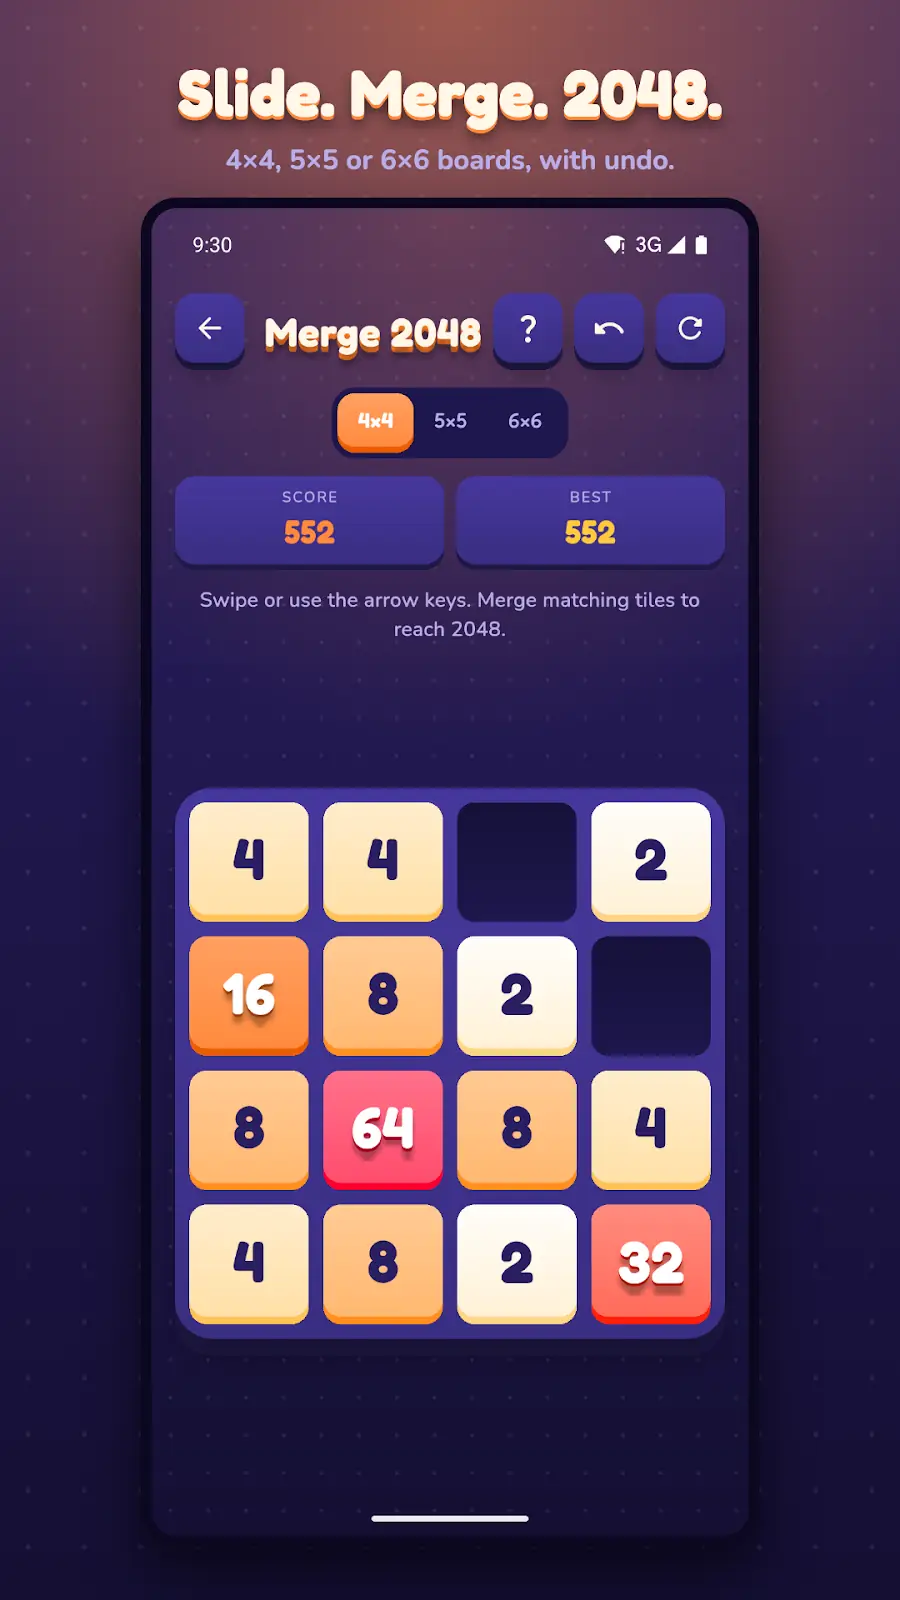 Slide. Merge. 2048.
4×4, 5×5 or 6×6 boards, with undo.
9:30 3G
Merge 2048 ?
4×4 5×5 6×6
SCORE BEST
552 552
Swipe or use the arrow keys. Merge matching tiles to
reach 2048.
4 4 2
16 8 2
8 64 8 4
4 8 2 32